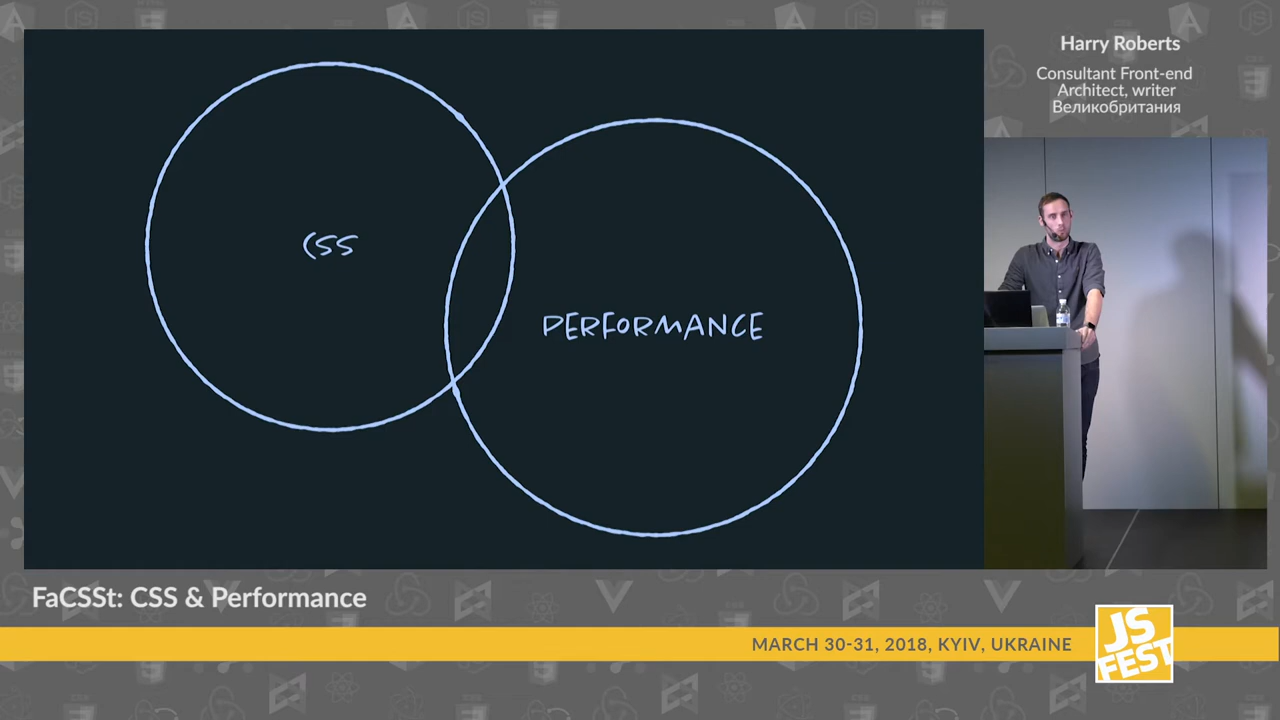 Harry Roberts
Consultant Front-end
Architect, writer
Великобритания
CSS
PERFORMANCE
FaCSSt: CSS & Performance
MARCH 30-31, 2018, KYIV, UKRAINE
JS
FEST